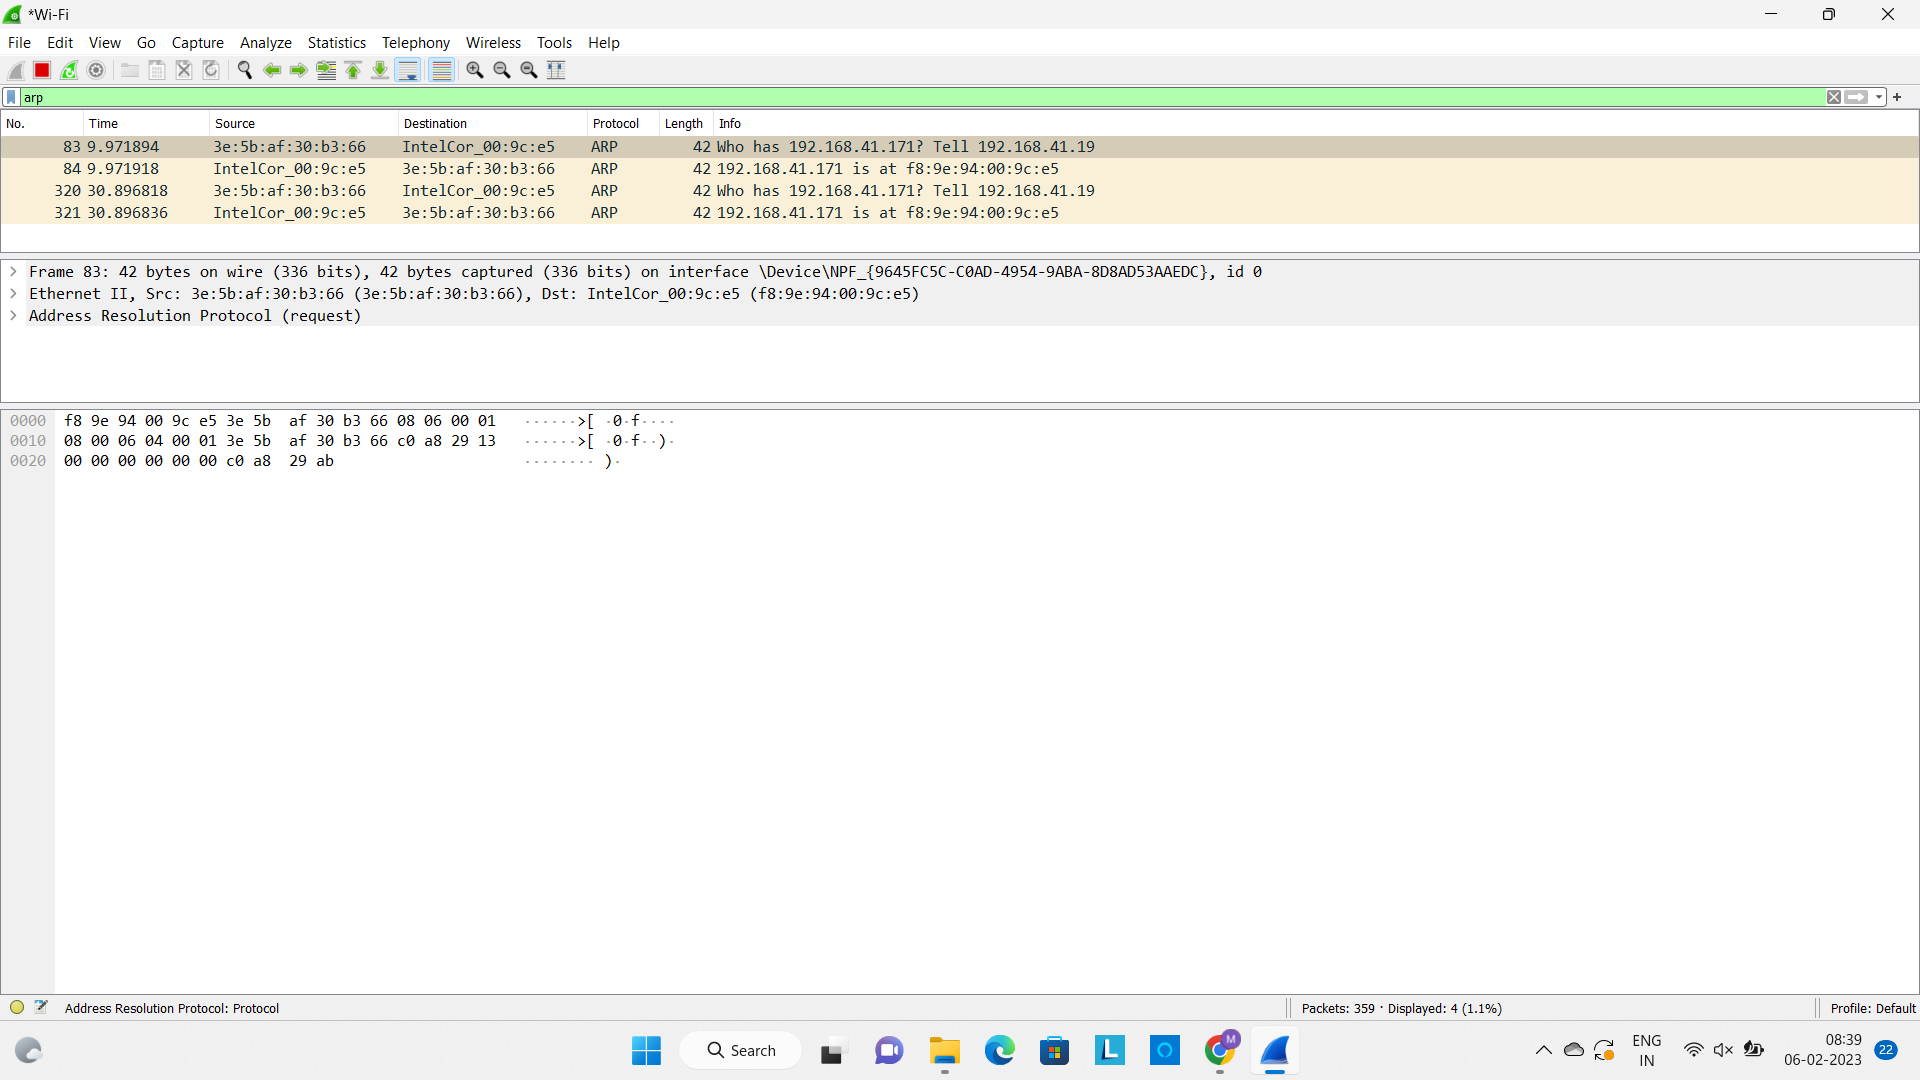 *Wi-Fi
File Edit View Go Capture Analyze Statistics Telephony Wireless Tools Help
arp
No. Time Source Destination Protocol Length Info
83 9.971894 3e:5b:af:30:b3:66 IntelCor_00:9c:e5 ARP 42 Who has 192.168.41.171? Tell 192.168.41.19
84 9.971918 IntelCor_00:9c:e5 3e:5b:af:30:b3:66 ARP 42 192.168.41.171 is at f8:9e:94:00:9c:e5
320 30.896818 3e:5b:af:30:b3:66 IntelCor_00:9c:e5 ARP 42 Who has 192.168.41.171? Tell 192.168.41.19
321 30.896836 IntelCor_00:9c:e5 3e:5b:af:30:b3:66 ARP 42 192.168.41.171 is at f8:9e:94:00:9c:e5
Frame 83: 42 bytes on wire (336 bits), 42 bytes captured (336 bits) on interface \Device\NPF_{9645FC5C-C0AD-4954-9ABA-8D8AD53AAEDC}, id 0
Ethernet II, Src: 3e:5b:af:30:b3:66 (3e:5b:af:30:b3:66), Dst: IntelCor_00:9c:e5 (f8:9e:94:00:9c:e5)
Address Resolution Protocol (request)
0000 f8 9e 94 00 9c e5 3e 5b af 30 b3 66 08 06 00 01 ······>[ ·0·f····
0010 08 00 06 04 00 01 3e 5b af 30 b3 66 c0 a8 29 13 ······>[ ·0·f··)·
0020 00 00 00 00 00 00 c0 a8 29 ab ········ )·
Address Resolution Protocol: Protocol
Packets: 359 · Displayed: 4 (1.1%)
Profile: Default
Search
L
M
ENG
IN
08:39
06-02-2023
22